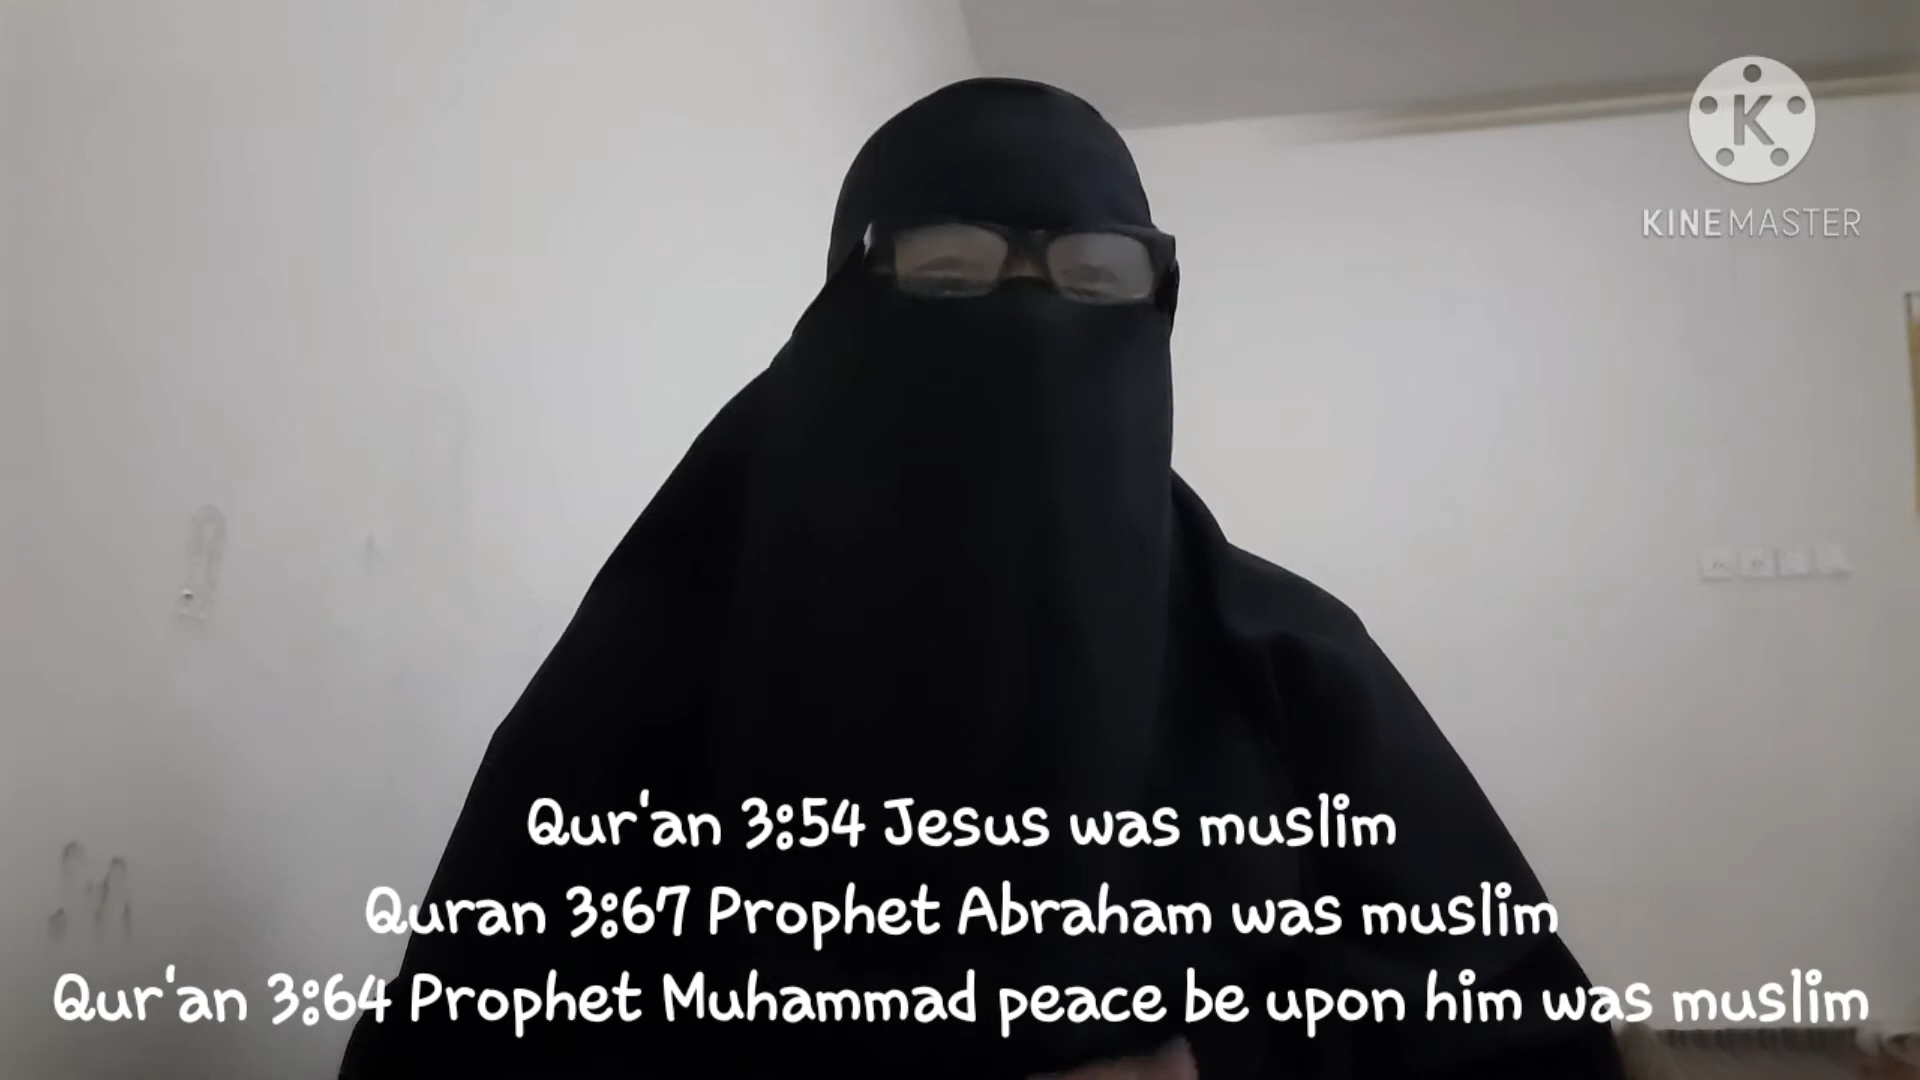 K
KINEMASTER
Qur'an 3:54 Jesus was muslim
Quran 3:67 Prophet Abraham was muslim
Qur'an 3:64 Prophet Muhammad peace be upon him was muslim